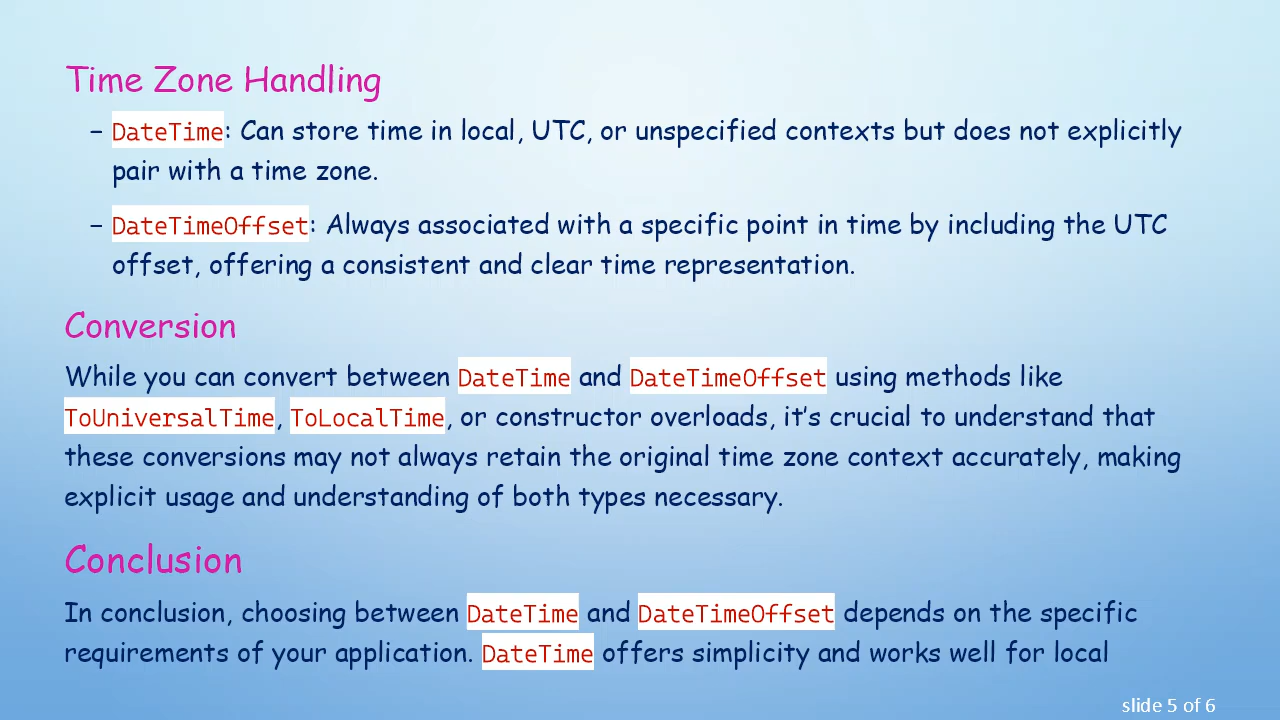 Time Zone Handling
– DateTime: Can store time in local, UTC, or unspecified contexts but does not explicitly
pair with a time zone.
– DateTimeOffset: Always associated with a specific point in time by including the UTC
offset, offering a consistent and clear time representation.
Conversion
While you can convert between DateTime and DateTimeOffset using methods like
ToUniversalTime, ToLocalTime, or constructor overloads, it’s crucial to understand that
these conversions may not always retain the original time zone context accurately, making
explicit usage and understanding of both types necessary.
Conclusion
In conclusion, choosing between DateTime and DateTimeOffset depends on the specific
requirements of your application. DateTime offers simplicity and works well for local
slide 5 of 6